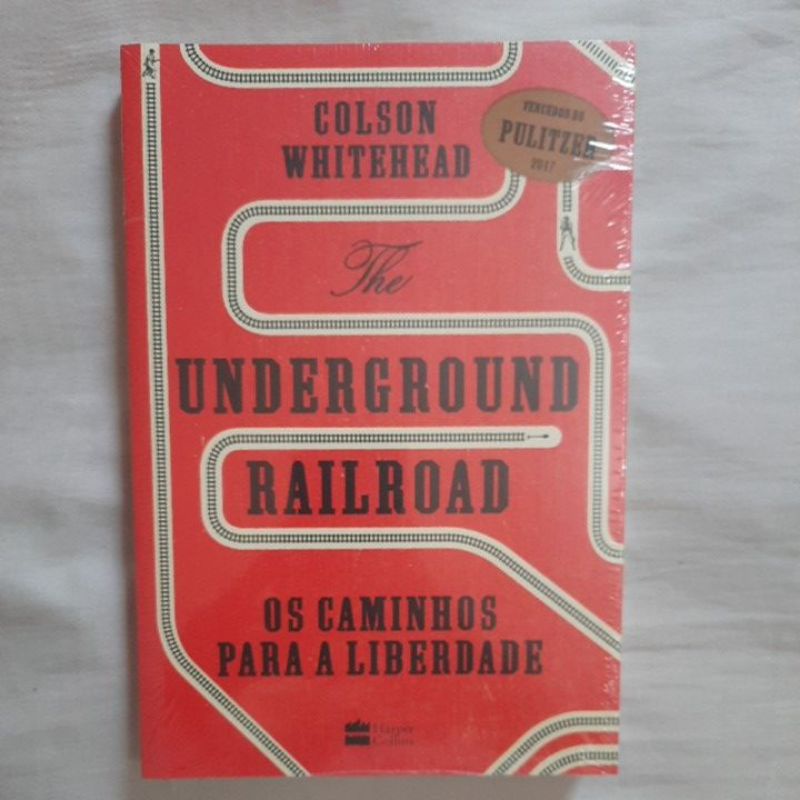 COLSON
WHITEHEAD
VENCEDOR DO
PULITZER
2017
The
UNDERGROUND
RAILROAD
OS CAMINHOS
PARA A LIBERDADE
Harper
Collins